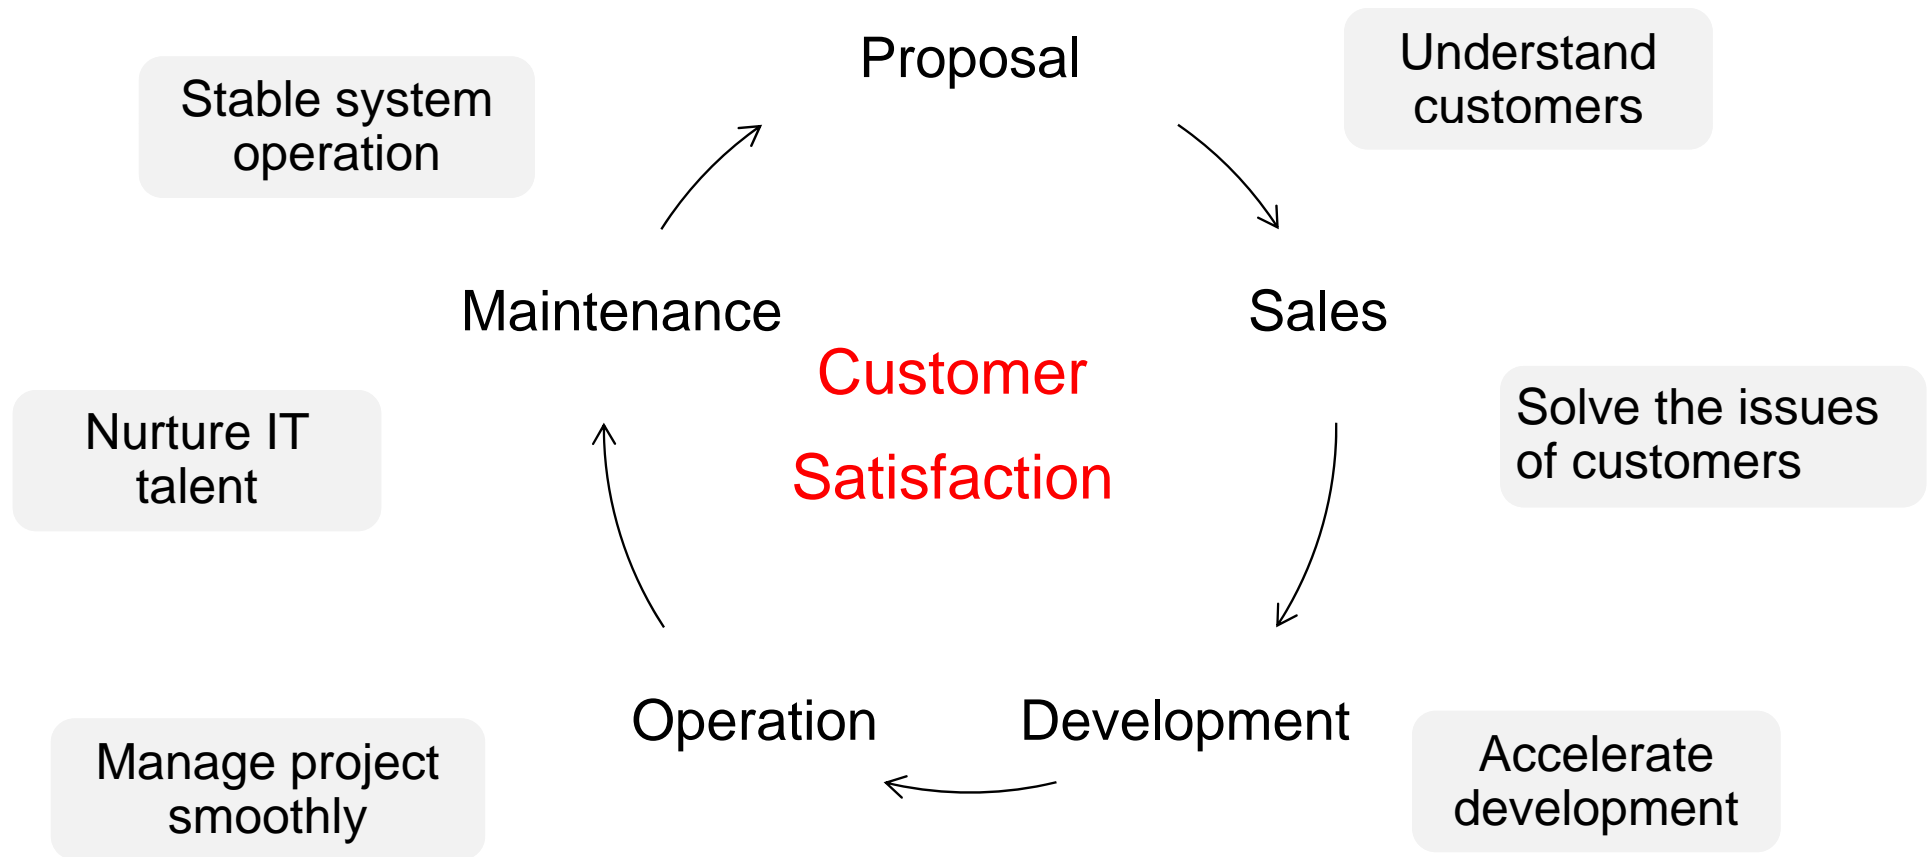 Proposal
Understand
customers
Stable system
operation
Maintenance
Sales
Customer
Satisfaction
Nurture IT
talent
Solve the issues
of customers
Operation
Development
Manage project
smoothly
Accelerate
development